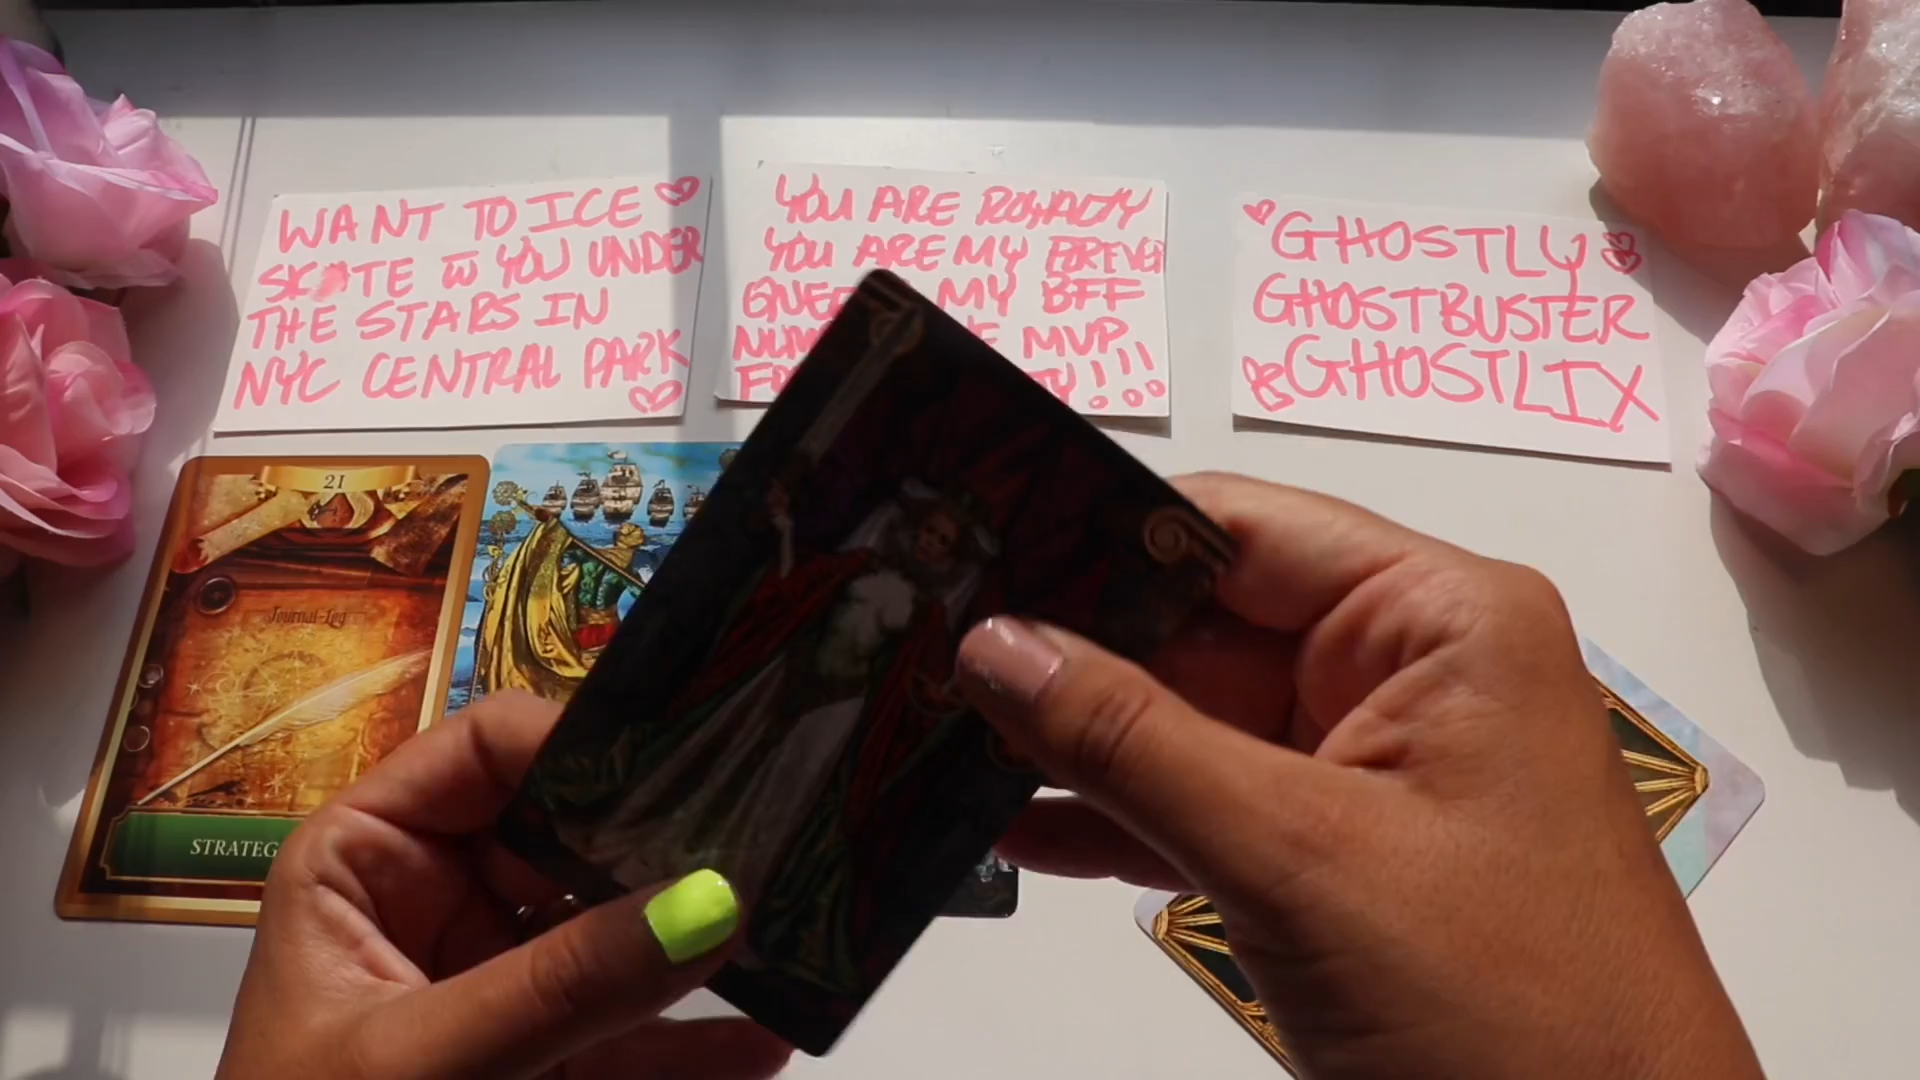 WANT TO ICE
SKATE W YOU UNDER
THE STARS IN
NYC CENTRAL PARK
YOU ARE ROYALTY
YOU ARE MY
MY BFF
MVP
!!!
GHOSTLY
GHOSTBUSTER
GHOSTLIX
21
Journal-Log
STRATEG